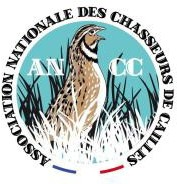 ASSOCIATION NATIONALE DES CHASSEURS DE CAILLES
AN CC